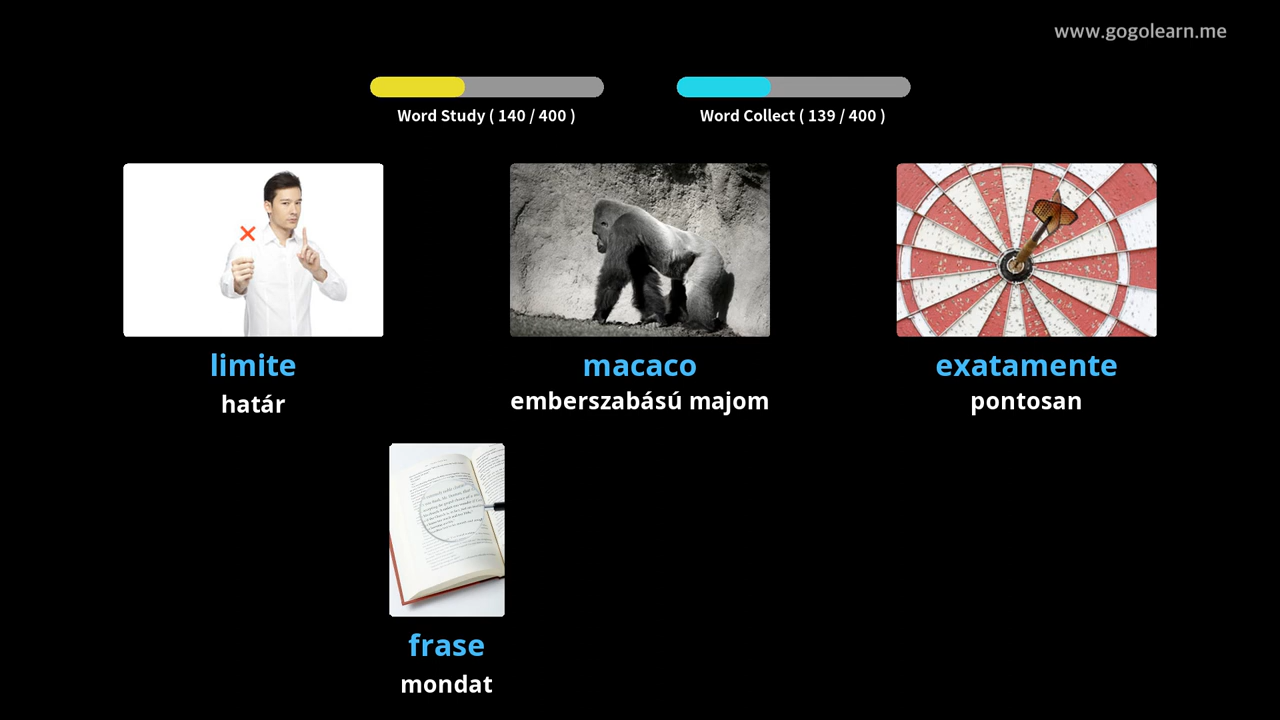 www.gogolearn.me
Word Study ( 140 / 400 )
Word Collect ( 139 / 400 )
limite
határ
macaco
emberszabású majom
exatamente
pontosan
frase
mondat